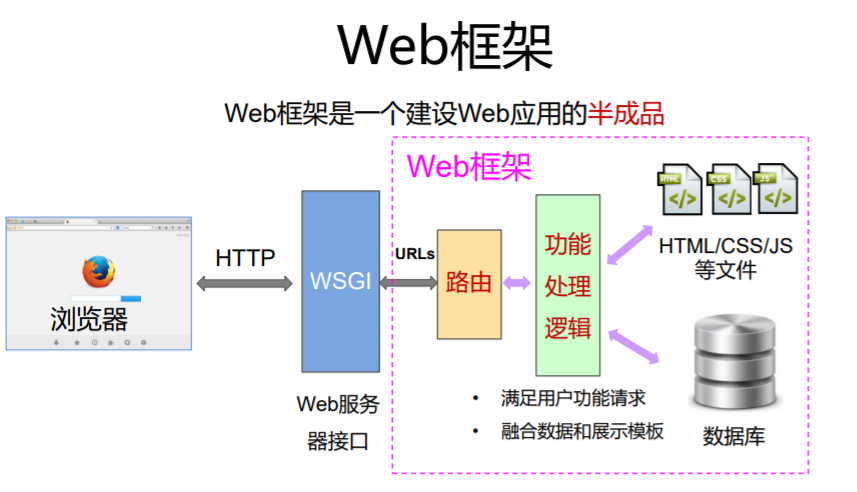 Web框架
Web框架是一个建设Web应用的半成品
Web框架
HTML
CSS
JS
</>
</>
</>
浏览器
HTTP
WSGI
URLs
路由
功能
处理
逻辑
HTML/CSS/JS
等文件
Web服务
器接口
• 满足用户功能请求
• 融合数据和展示模板
数据库